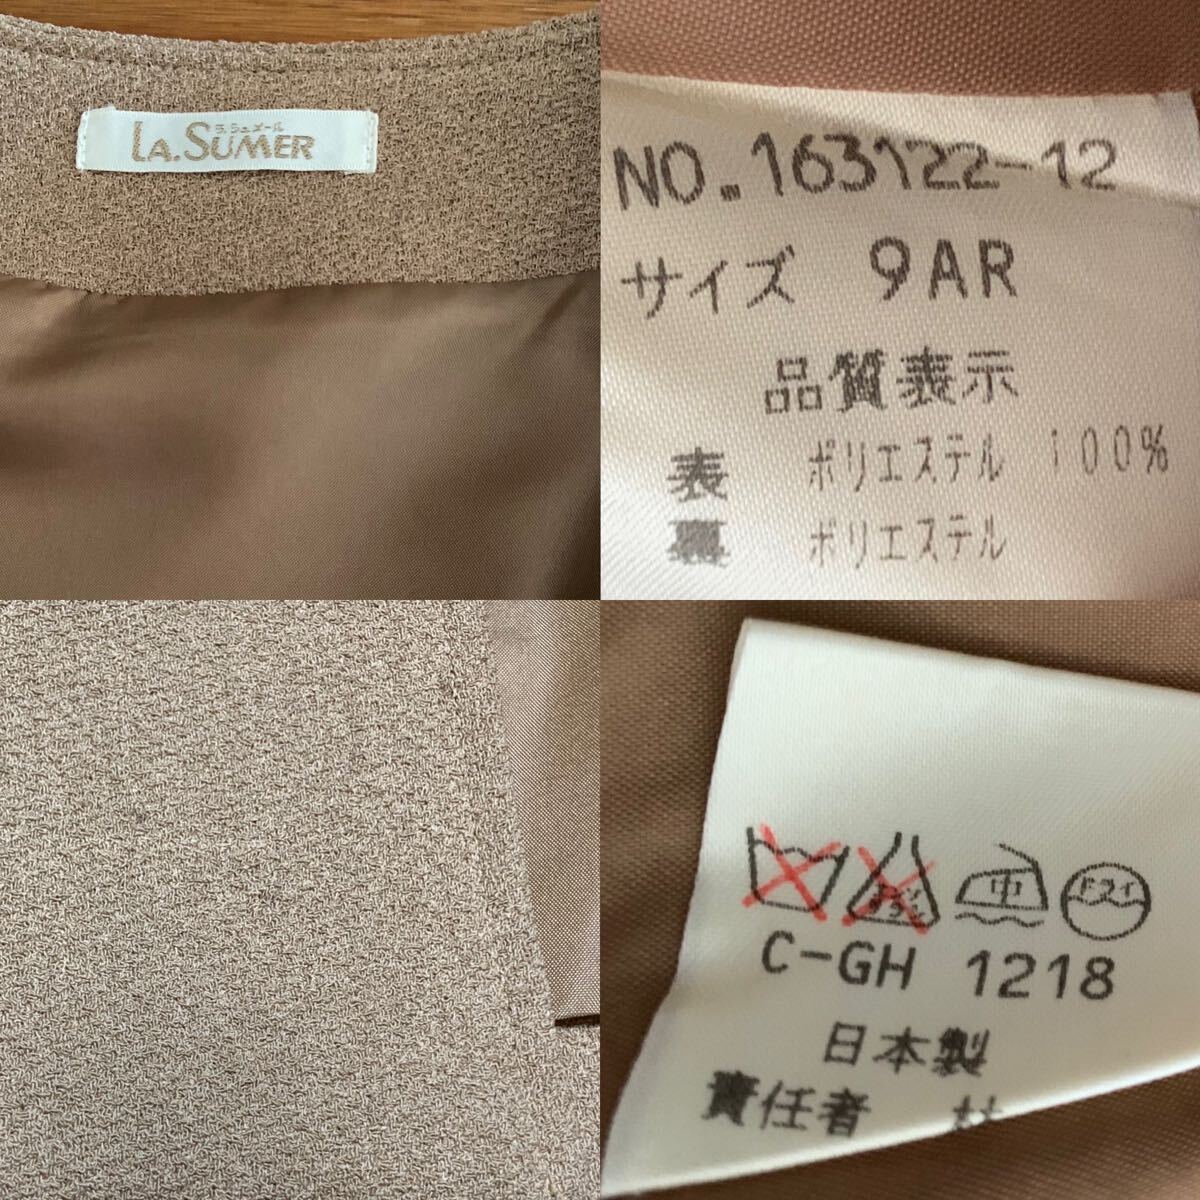 ラ.シュメール
LA.SUMER
NO.163122-12
サイズ 9AR
品質表示
表 ポリエステル 100%
裏 ポリエステル
中 ドライ
C-GH 1218
日本製
責任者